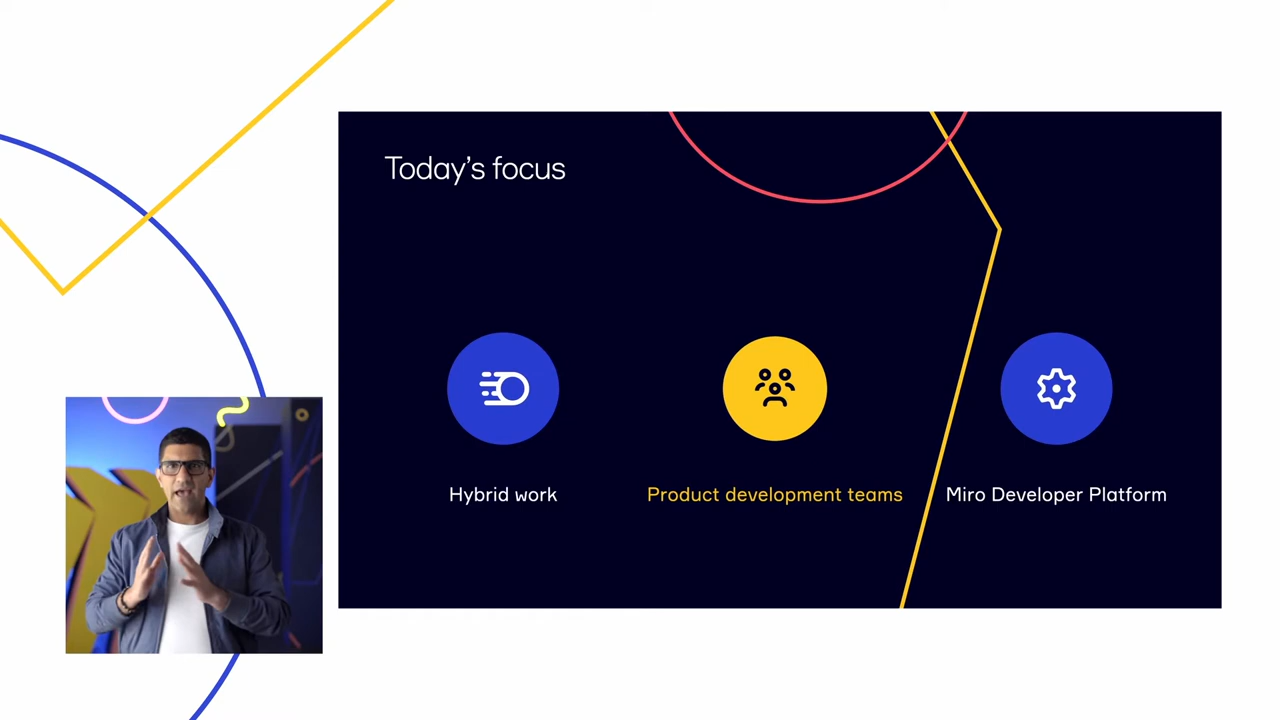 Today's focus
Hybrid work
Product development teams
Miro Developer Platform